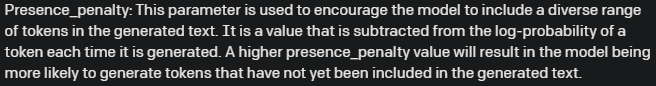 Presence_penalty: This parameter is used to encourage the model to include a diverse range
of tokens in the generated text. It is a value that is subtracted from the log-probability of a
token each time it is generated. A higher presence_penalty value will result in the model being
more likely to generate tokens that have not yet been included in the generated text.